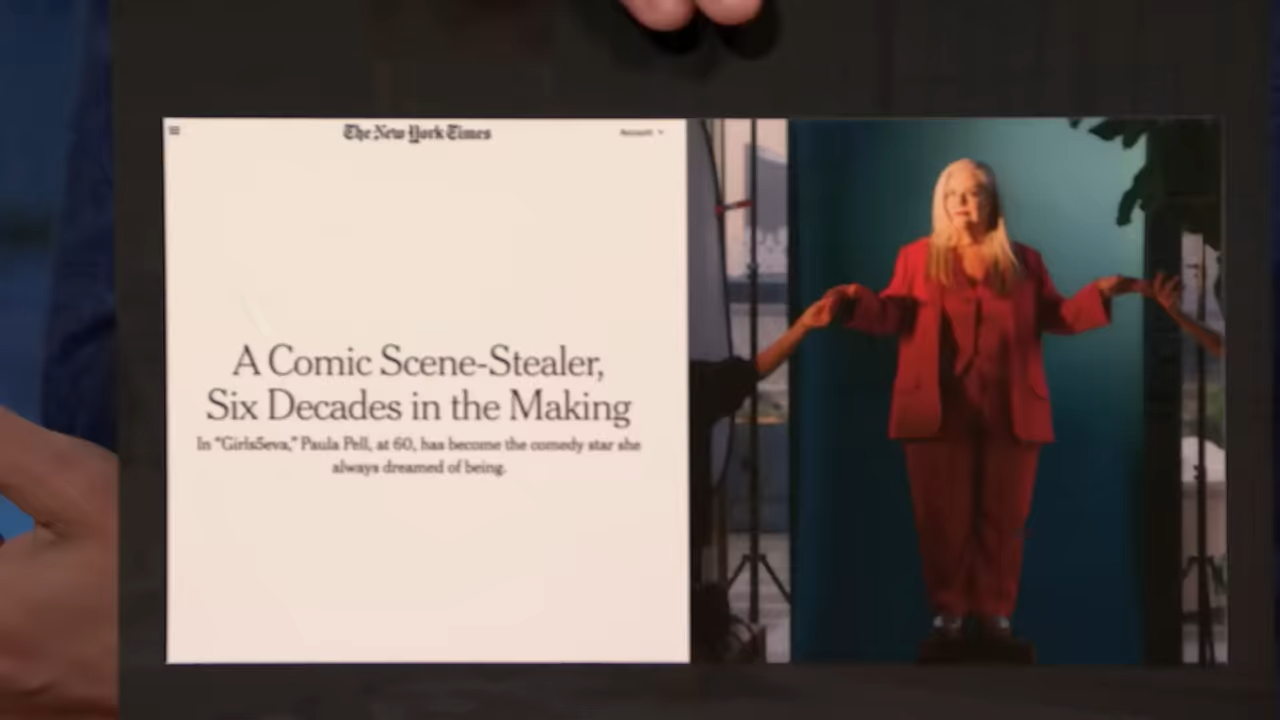 The New York Times
Account
A Comic Scene-Stealer,
Six Decades in the Making
In "Girls5eva," Paula Pell, at 60, has become the comedy star she
always dreamed of being.